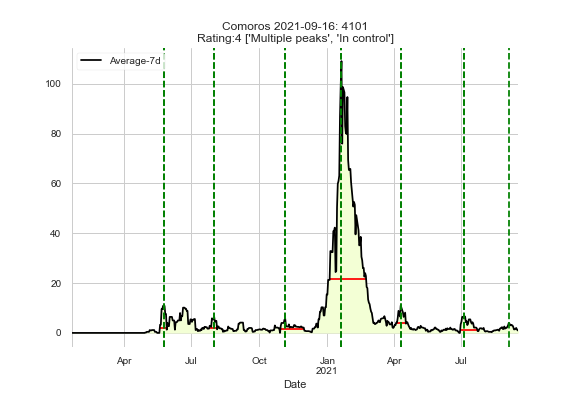 Comoros 2021-09-16: 4101
Rating:4 ['Multiple peaks', 'In control']
Average-7d
100
80
60
40
20
0
Apr
Jul
Oct
Jan
2021
Apr
Jul
Date